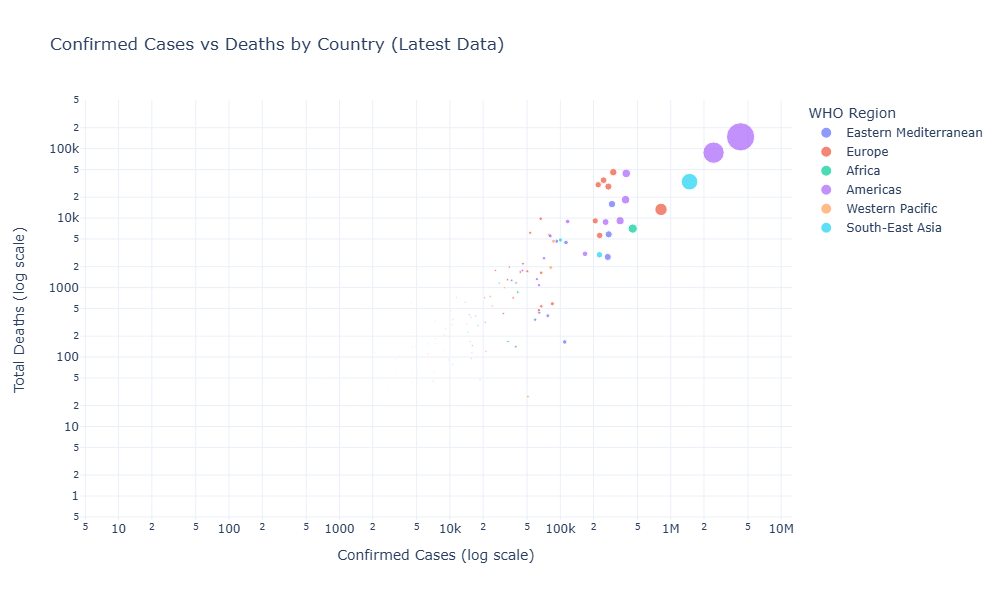 Confirmed Cases vs Deaths by Country (Latest Data)
WHO Region
Eastern Mediterranean
Europe
Africa
Americas
Western Pacific
South-East Asia
Total Deaths (log scale)
5
2
100k
5
2
10k
5
2
1000
5
2
100
5
2
10
5
2
1
5
5 10 2 5 100 2 5 1000 2 5 10k 2 5 100k 2 5 1M 2 5 10M
Confirmed Cases (log scale)